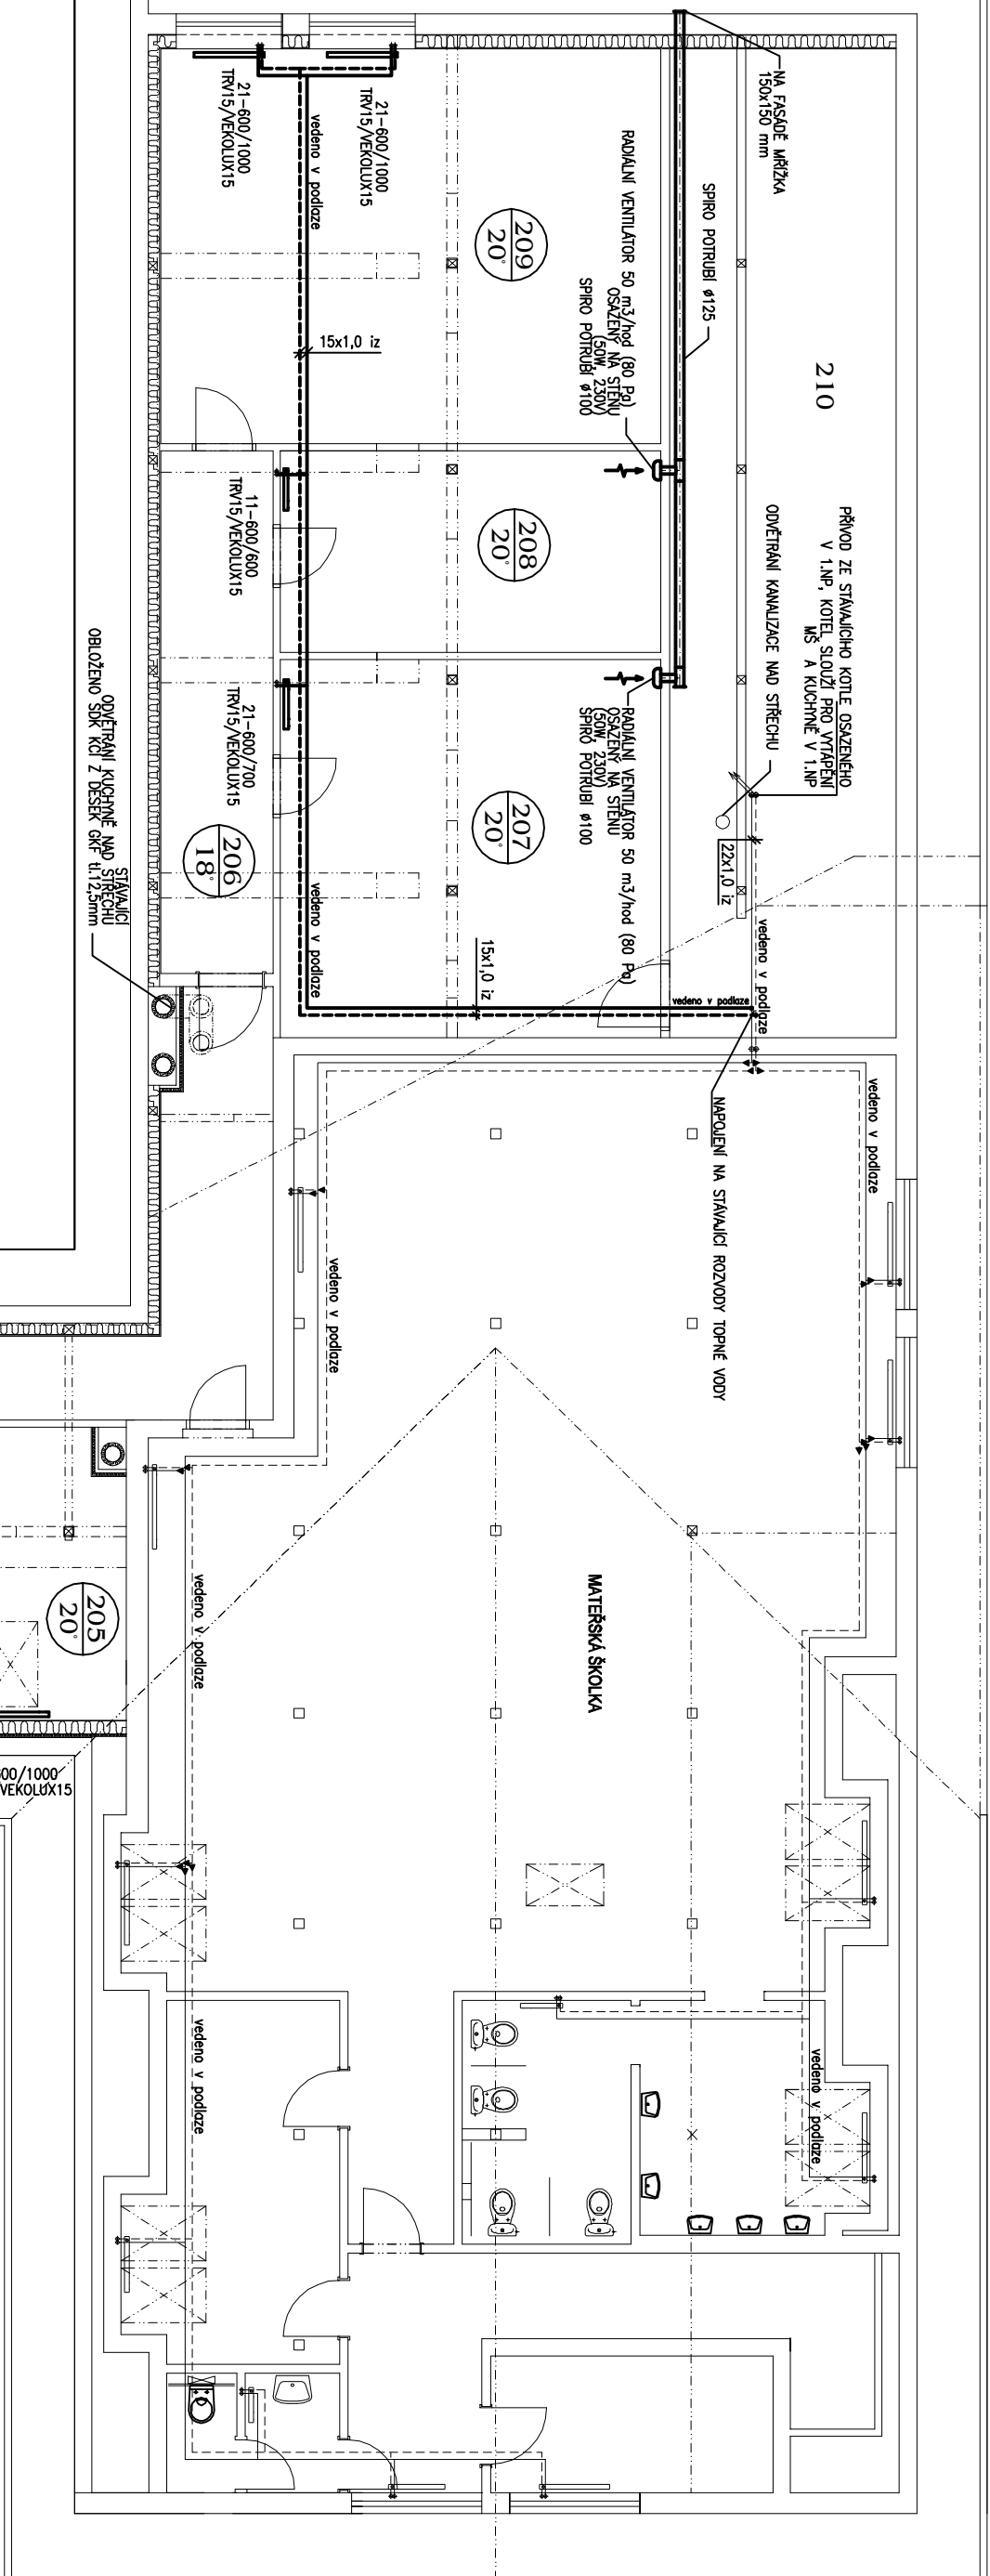 NA FASÁDĚ MŘÍŽKA
150x150 mm
SPIRO POTRUBÍ ø125
210
PŘÍVOD ZE STÁVAJÍCÍHO KOTLE OSAZENÉHO
V 1.NP, KOTEL SLOUŽÍ PRO VYTÁPĚNÍ
MŠ A KUCHYNĚ V 1.NP
ODVĚTRÁNÍ KANALIZACE NAD STŘECHU
22x1,0 iz
vedeno v podlaze
vedeno v podlaze
RADIÁLNÍ VENTILÁTOR 50 m3/hod (80 Pa)
OSAZENÝ NA STĚNU
(50W, 230V)
SPIRO POTRUBÍ ø100
RADIÁLNÍ VENTILÁTOR 50 m3/hod (80 Pa)
OSAZENÝ NA STĚNU
(50W, 230V)
SPIRO POTRUBÍ ø100
209
20°
208
20°
207
20°
15x1,0 iz
vedeno v podlaze
NAPOJENÍ NA STÁVAJÍCÍ ROZVODY TOPNÉ VODY
21-600/1000
TRV15/VEKOLUX15
vedeno v podlaze
21-600/1000
TRV15/VEKOLUX15
15x1,0 iz
11-600/600
TRV15/VEKOLUX15
21-600/700
TRV15/VEKOLUX15
vedeno v podlaze
206
18°
STÁVAJÍCÍ
ODVĚTRÁNÍ KUCHYNĚ NAD STŘECHU
OBLOŽENO SDK KCÍ Z DESEK GKF tl.12,5mm
vedeno v podlaze
MATEŘSKÁ ŠKOLKA
vedeno v podlaze
vedeno v podlaze
vedeno v podlaze
205
20°
00/1000
VEKOLUX15